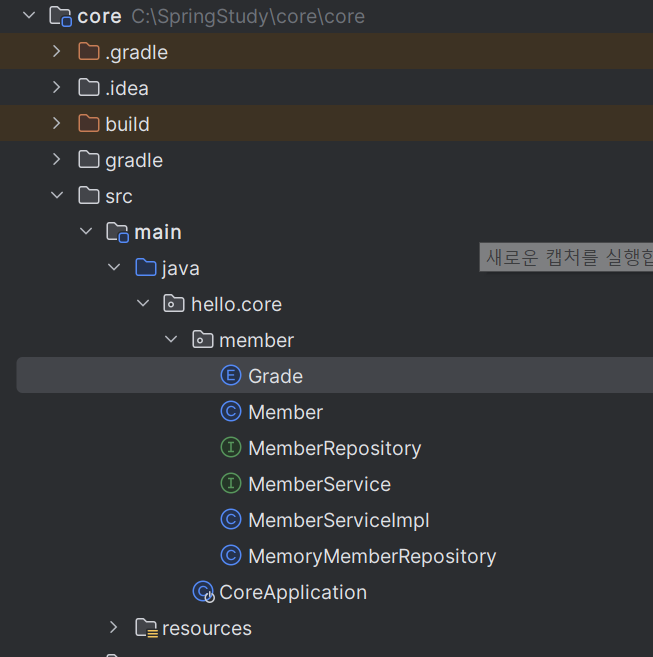 core C:\SpringStudy\core\core
.gradle
.idea
build
gradle
src
main
java
새로운 캡처를 실행합
hello.core
member
E Grade
C Member
I MemberRepository
I MemberService
C MemberServiceImpl
C MemoryMemberRepository
C CoreApplication
resources